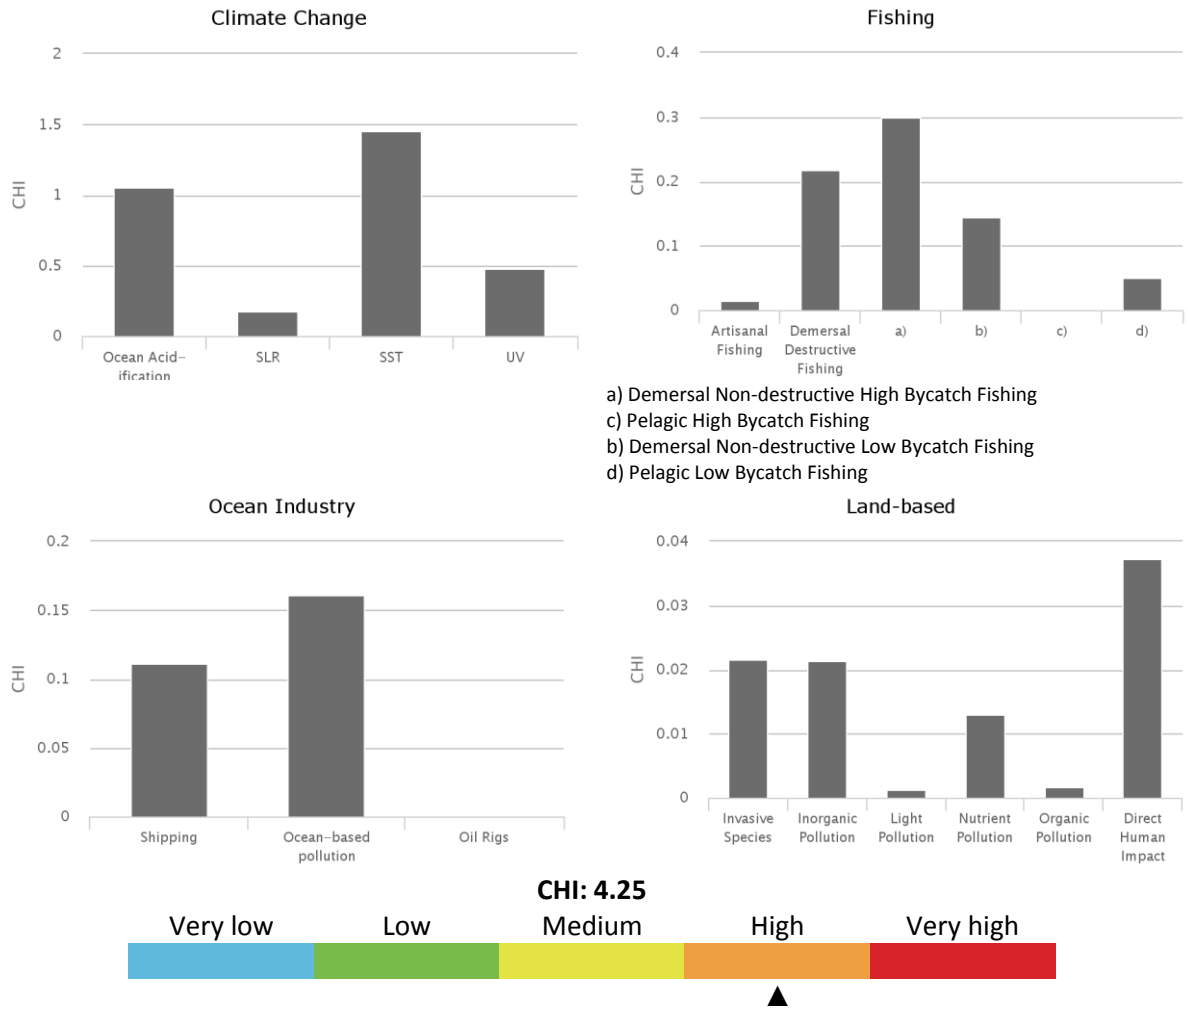 Climate Change
2
1.5
1
0.5
0
CHI
Ocean Acid–
ification
SLR
SST
UV
Fishing
0.4
0.3
0.2
0.1
0
CHI
Artisanal
Fishing
Demersal
Destructive
Fishing
a)
b)
c)
d)
a) Demersal Non-destructive High Bycatch Fishing
c) Pelagic High Bycatch Fishing
b) Demersal Non-destructive Low Bycatch Fishing
d) Pelagic Low Bycatch Fishing
Ocean Industry
0.2
0.15
0.1
0.05
0
CHI
Shipping
Ocean–based
pollution
Oil Rigs
Land-based
0.04
0.03
0.02
0.01
0
CHI
Invasive
Species
Inorganic
Pollution
Light
Pollution
Nutrient
Pollution
Organic
Pollution
Direct
Human
Impact
CHI: 4.25
Very low Low Medium High Very high